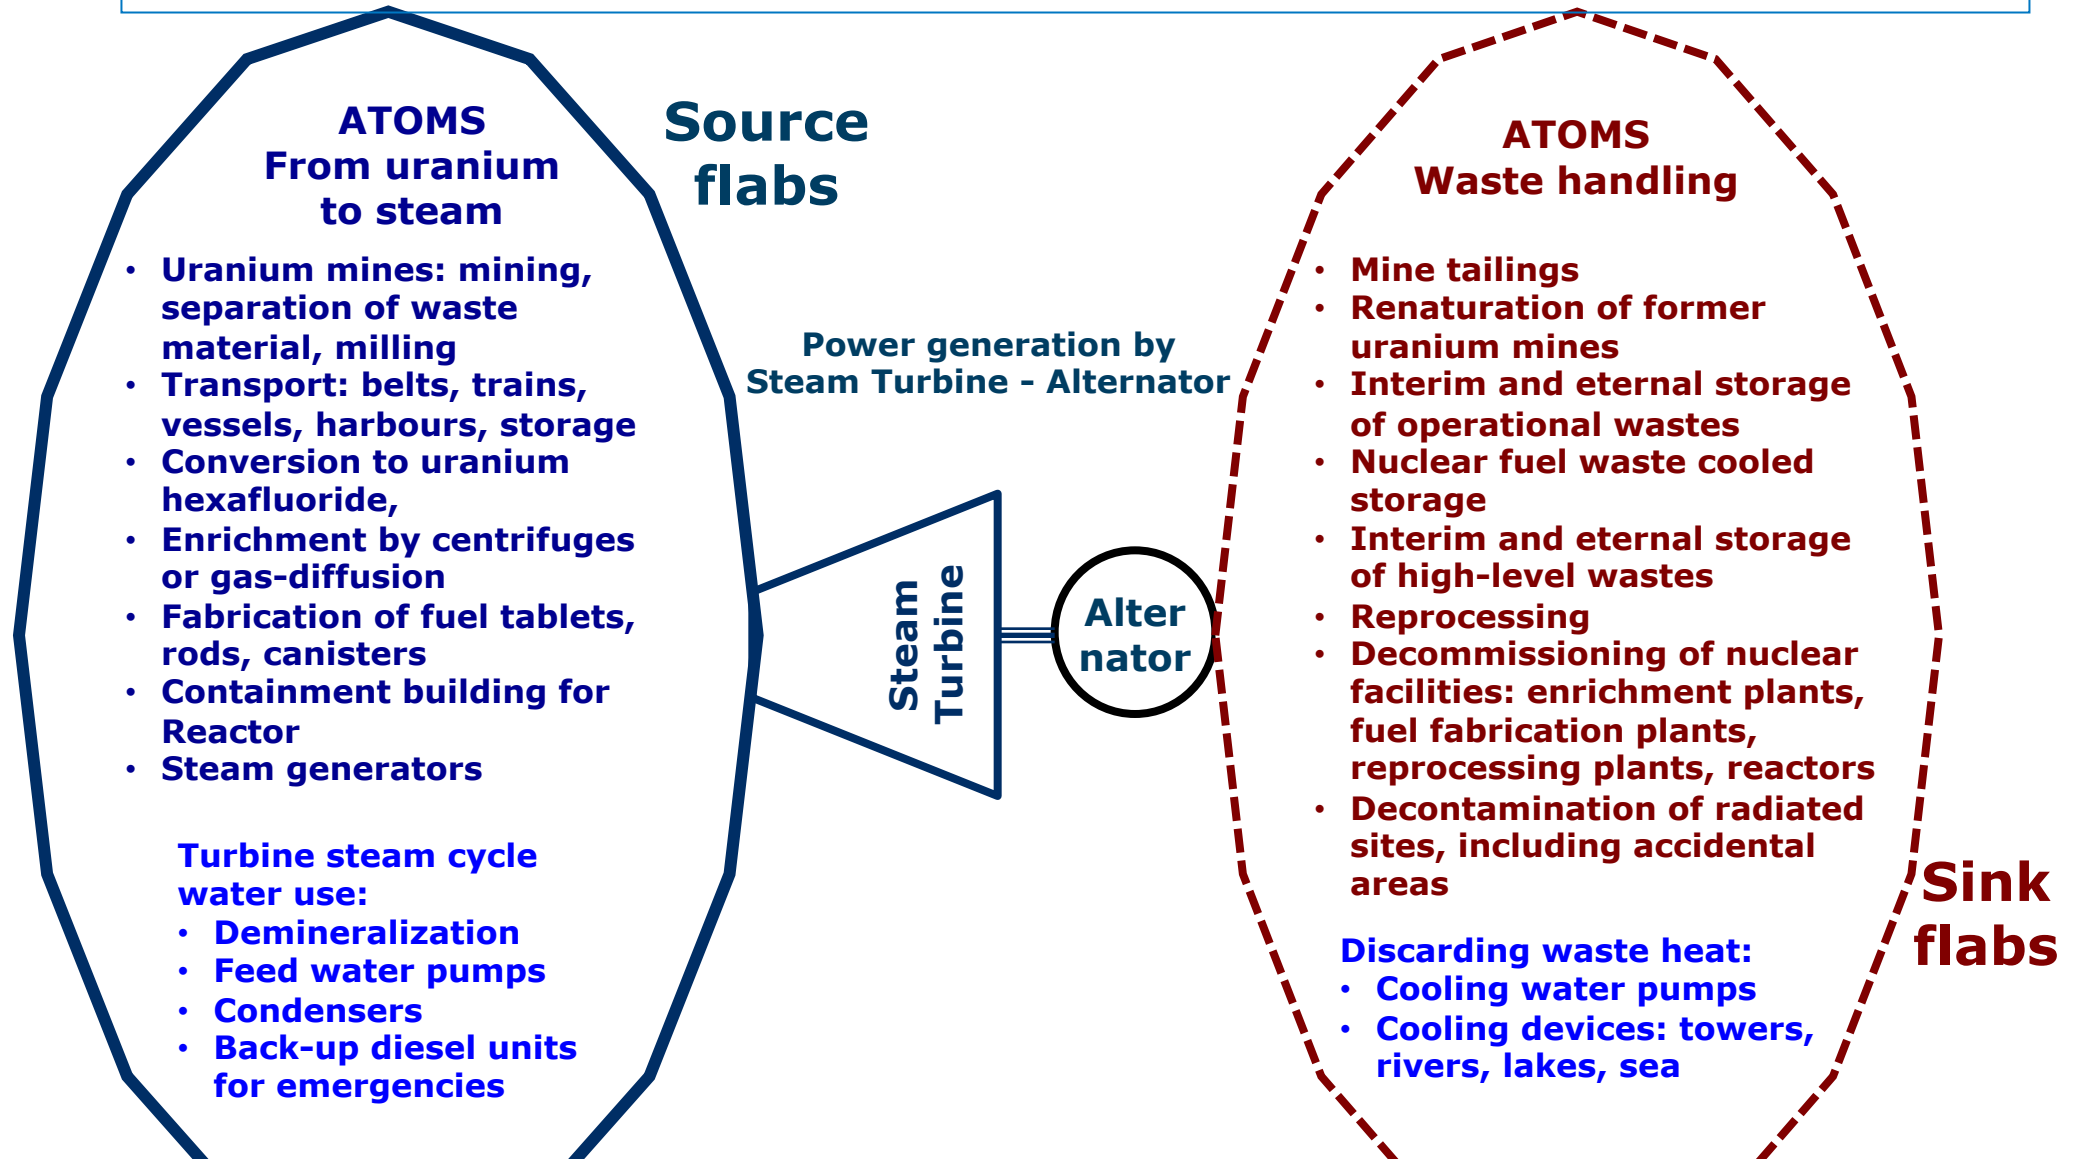 ATOMS
From uranium
to steam
• Uranium mines: mining,
separation of waste
material, milling
• Transport: belts, trains,
vessels, harbours, storage
• Conversion to uranium
hexafluoride,
• Enrichment by centrifuges
or gas-diffusion
• Fabrication of fuel tablets,
rods, canisters
• Containment building for
Reactor
• Steam generators
Turbine steam cycle
water use:
• Demineralization
• Feed water pumps
• Condensers
• Back-up diesel units
for emergencies
Source
flabs
Power generation by
Steam Turbine – Alternator
Steam
Turbine
Alter
nator
ATOMS
Waste handling
• Mine tailings
• Renaturation of former
uranium mines
• Interim and eternal storage
of operational wastes
• Nuclear fuel waste cooled
storage
• Interim and eternal storage
of high-level wastes
• Reprocessing
• Decommissioning of nuclear
facilities: enrichment plants,
fuel fabrication plants,
reprocessing plants, reactors
• Decontamination of radiated
sites, including accidental
areas
Discarding waste heat:
• Cooling water pumps
• Cooling devices: towers,
rivers, lakes, sea
Sink
flabs